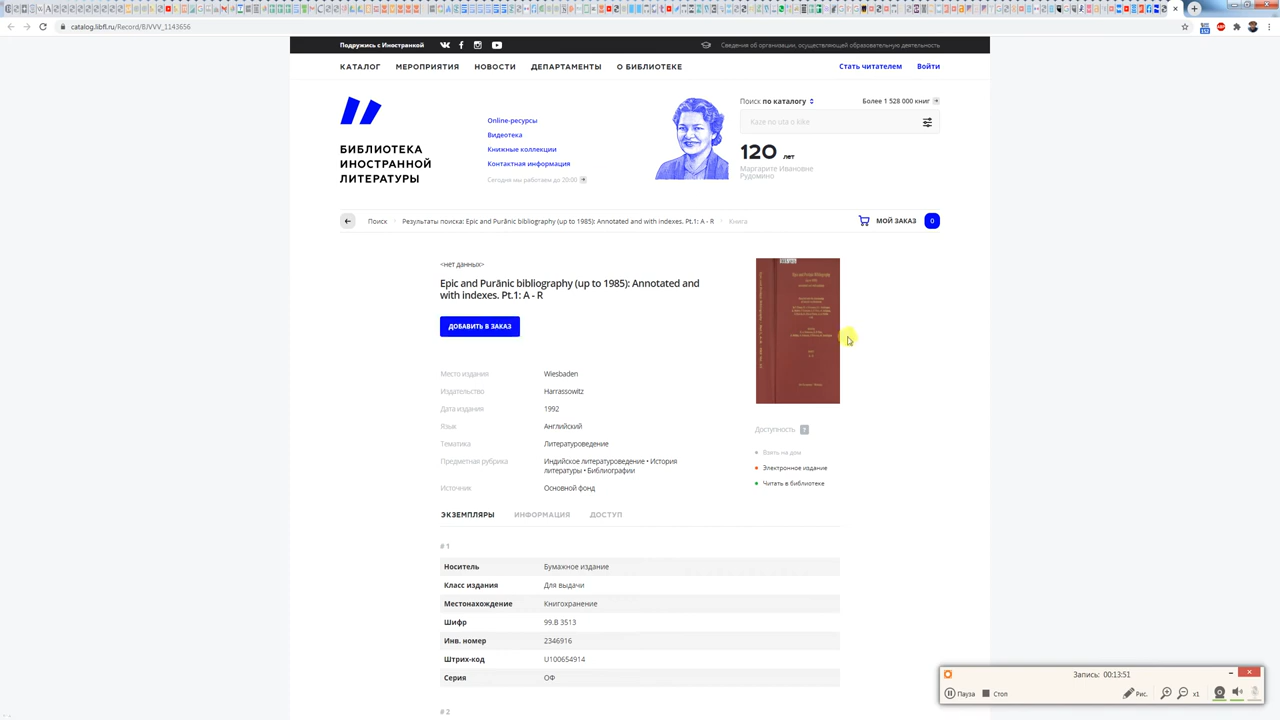 catalog.libfl.ru/Record/BJVVV_1143656
Подружись с Иностранкой
Сведения об организации, осуществляющей образовательную деятельность
КАТАЛОГ МЕРОПРИЯТИЯ НОВОСТИ ДЕПАРТАМЕНТЫ О БИБЛИОТЕКЕ
Стать читателем Войти
БИБЛИОТЕКА
ИНОСТРАННОЙ
ЛИТЕРАТУРЫ
Online-ресурсы
Видеотека
Книжные коллекции
Контактная информация
Сегодня мы работаем до 20:00
Поиск по каталогу
Более 1 528 000 книг
Kaze no uta o kike
120 лет
Маргарите Ивановне
Рудомино
Поиск Результаты поиска: Epic and Purānic bibliography (up to 1985): Annotated and with indexes. Pt.1: A - R Книга
МОЙ ЗАКАЗ 0
<нет данных>
Epic and Purānic bibliography (up to 1985): Annotated and
with indexes. Pt.1: A - R
ДОБАВИТЬ В ЗАКАЗ
Место издания Wiesbaden
Издательство Harrassowitz
Дата издания 1992
Язык Английский
Тематика Литературоведение
Предметная рубрика Индийское литературоведение • История
литературы • Библиографии
Источник Основной фонд
Доступность ?
Взять на дом
Электронное издание
Читать в библиотеке
ЭКЗЕМПЛЯРЫ ИНФОРМАЦИЯ ДОСТУП
# 1
Носитель Бумажное издание
Класс издания Для выдачи
Местонахождение Книгохранение
Шифр 99.B 3513
Инв. номер 2346916
Штрих-код U100654914
Серия ОФ
# 2
Запись: 00:13:51
Пауза Стоп Рис. x1